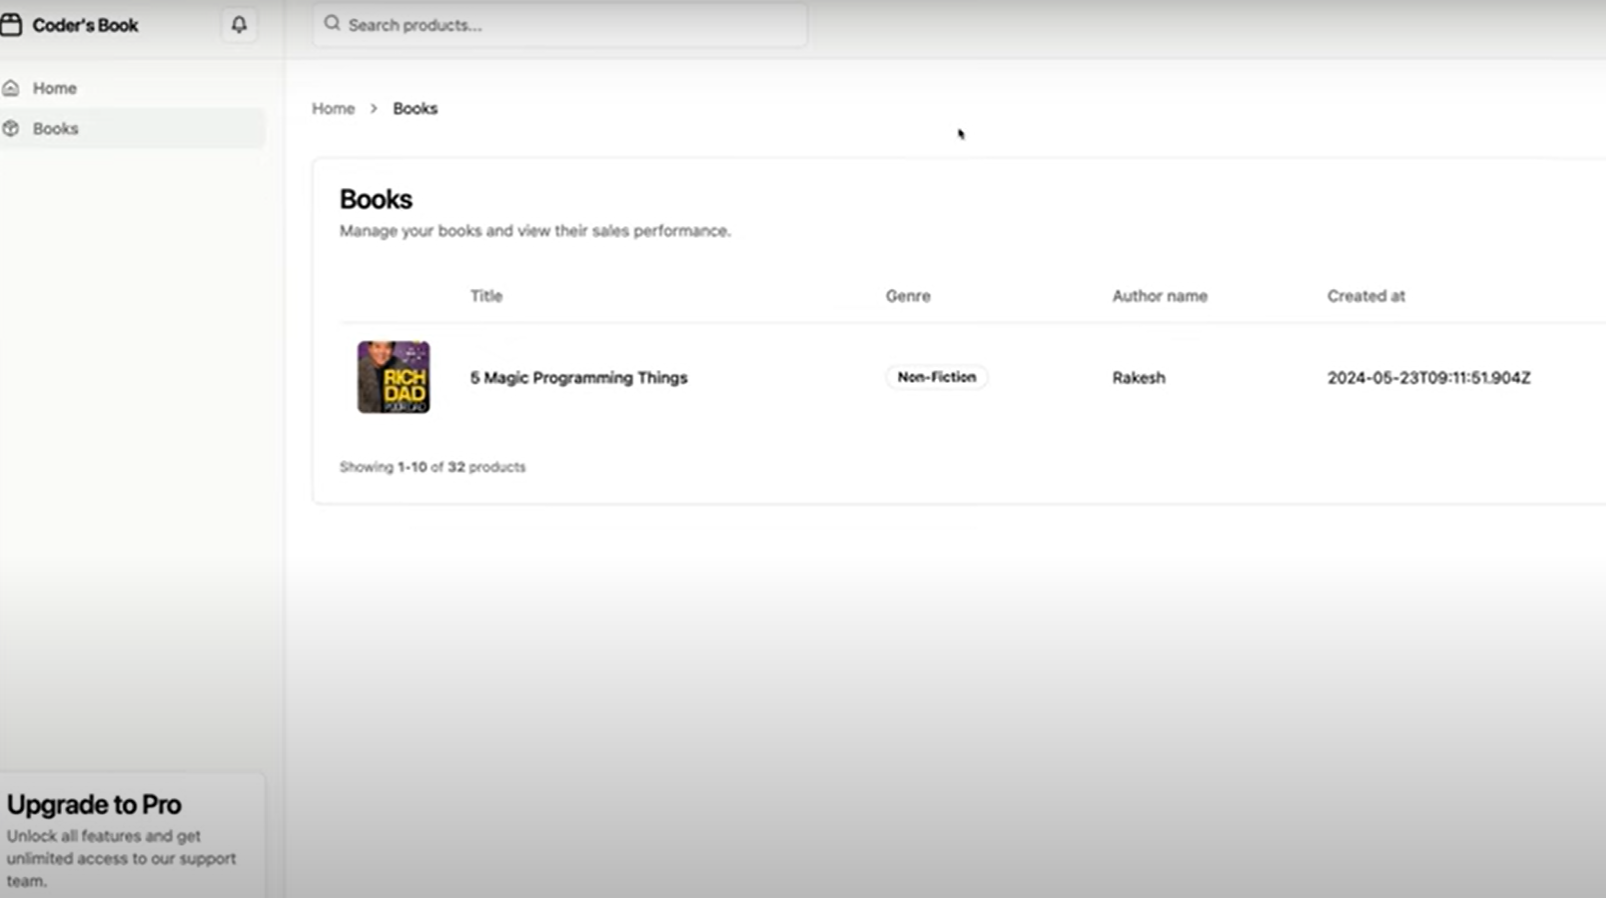 Coder's Book
Search products...
Home
Books
Home > Books
Books
Manage your books and view their sales performance.
Title Genre Author name Created at
RICH
DAD
POOR DAD
5 Magic Programming Things Non-Fiction Rakesh 2024-05-23T09:11:51.904Z
Showing 1-10 of 32 products
Upgrade to Pro
Unlock all features and get
unlimited access to our support
team.